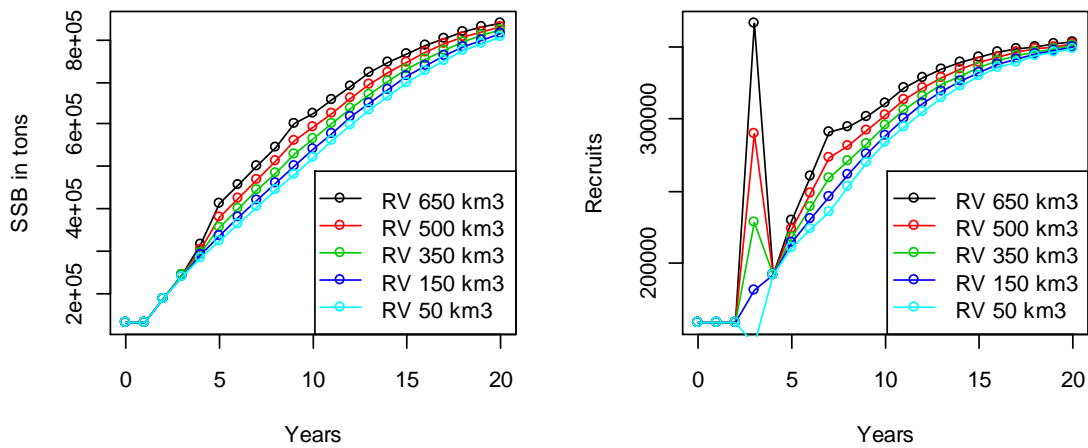 SSB in tons
8e+05
6e+05
4e+05
2e+05
RV 650 km3
RV 500 km3
RV 350 km3
RV 150 km3
RV 50 km3
0 5 10 15 20
Years
Recruits
300000
200000
RV 650 km3
RV 500 km3
RV 350 km3
RV 150 km3
RV 50 km3
0 5 10 15 20
Years